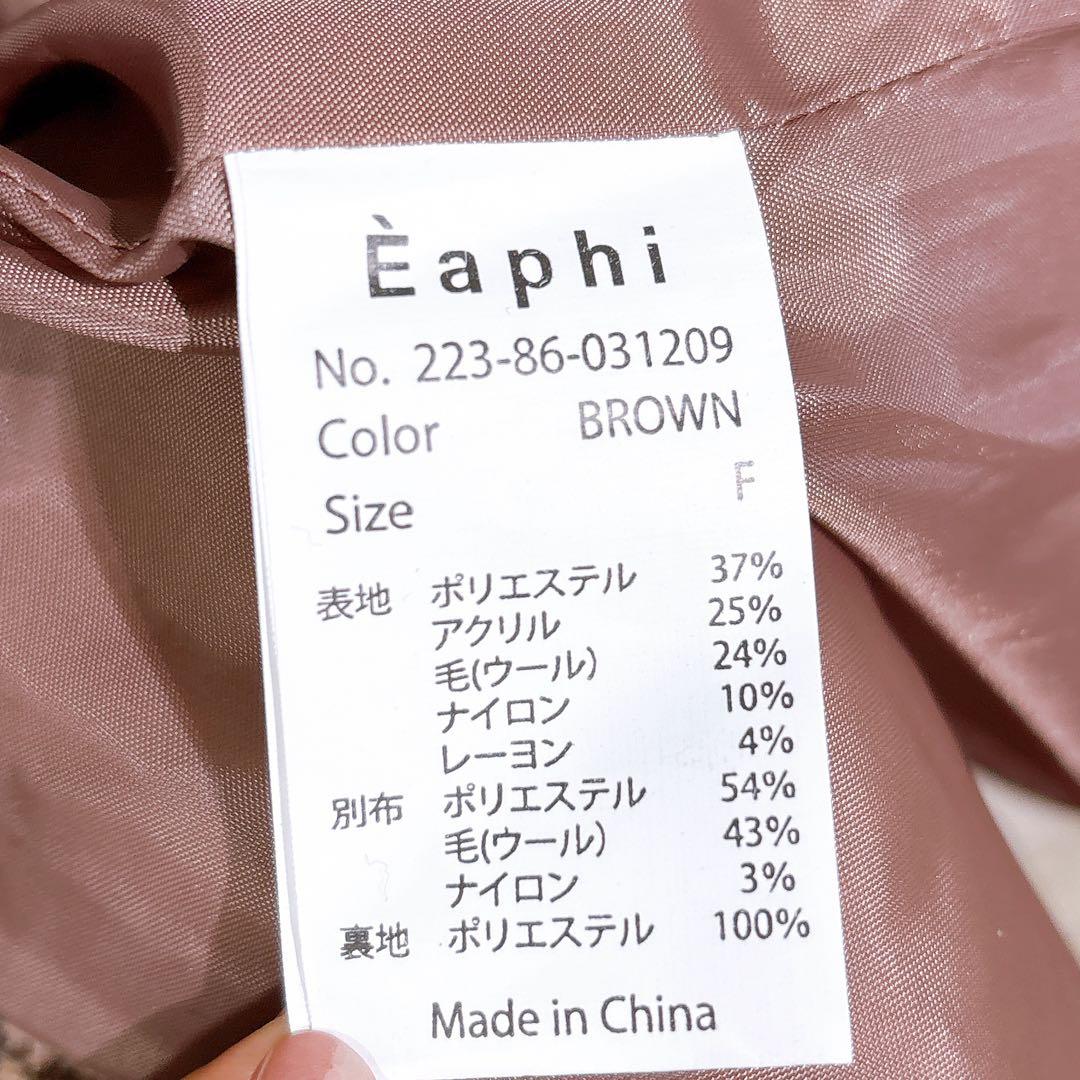 Èaphi
No. 223-86-031209
Color BROWN
Size F
表地 ポリエステル 37%
アクリル 25%
毛(ウール) 24%
ナイロン 10%
レーヨン 4%
別布 ポリエステル 54%
毛(ウール) 43%
ナイロン 3%
裏地 ポリエステル 100%
Made in China